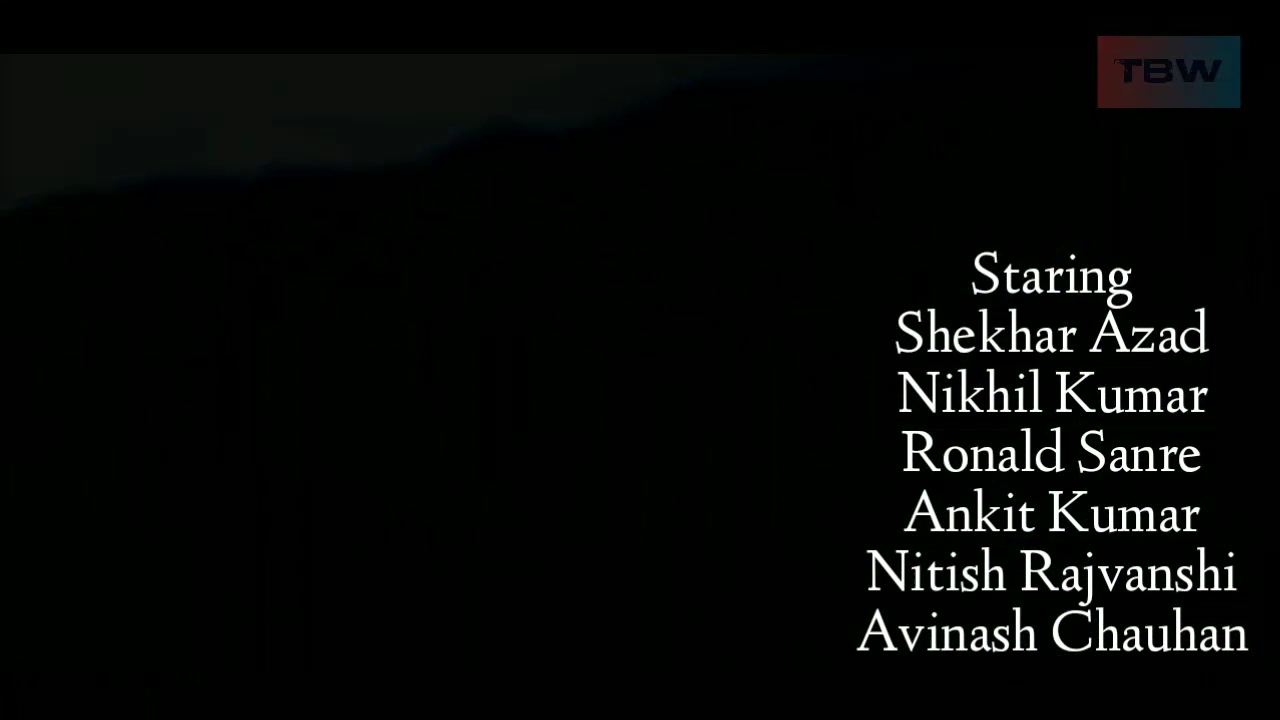 TBW
Staring
Shekhar Azad
Nikhil Kumar
Ronald Sanre
Ankit Kumar
Nitish Rajvanshi
Avinash Chauhan